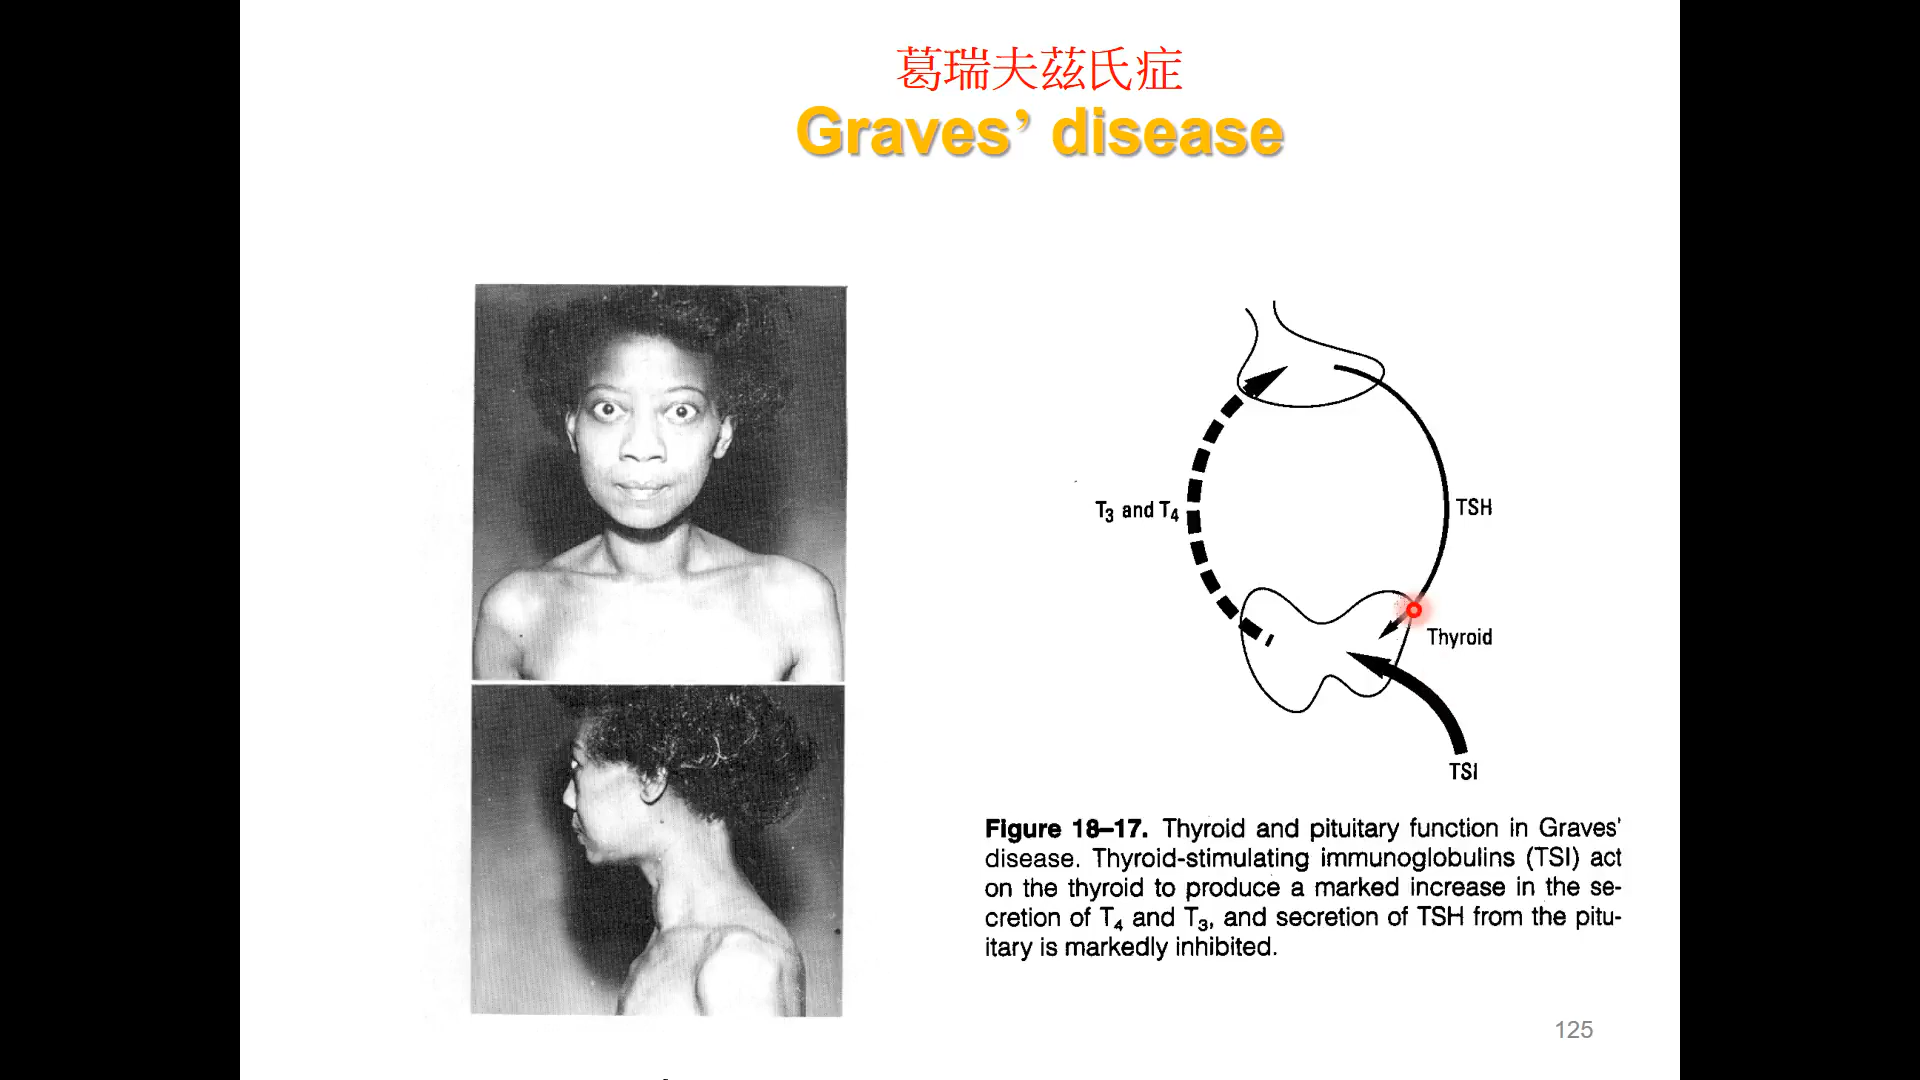 葛瑞夫茲氏症
Graves’ disease
T3 and T4
TSH
Thyroid
TSI
Figure 18–17. Thyroid and pituitary function in Graves'
disease. Thyroid-stimulating immunoglobulins (TSI) act
on the thyroid to produce a marked increase in the se-
cretion of T4 and T3, and secretion of TSH from the pitu-
itary is markedly inhibited.
125